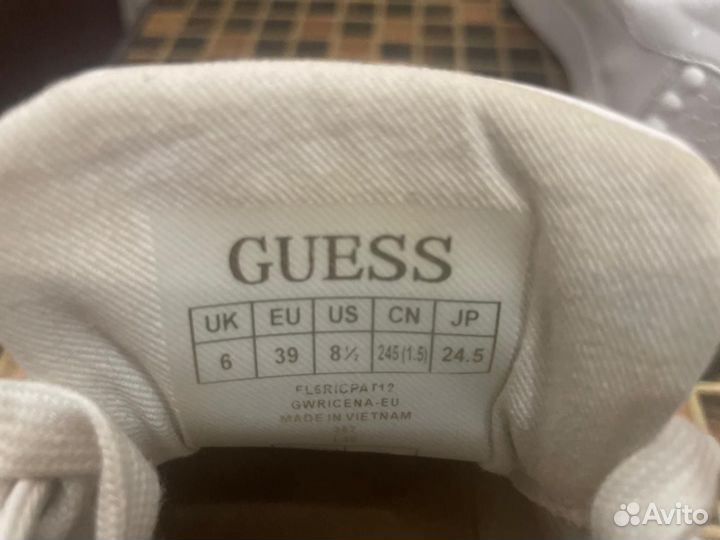 GUESS
UK EU US CN JP
6 39 8½ 245(1.5) 24.5
FL6RICPAT12
GWRICENA-EU
MADE IN VIETNAM
Avito